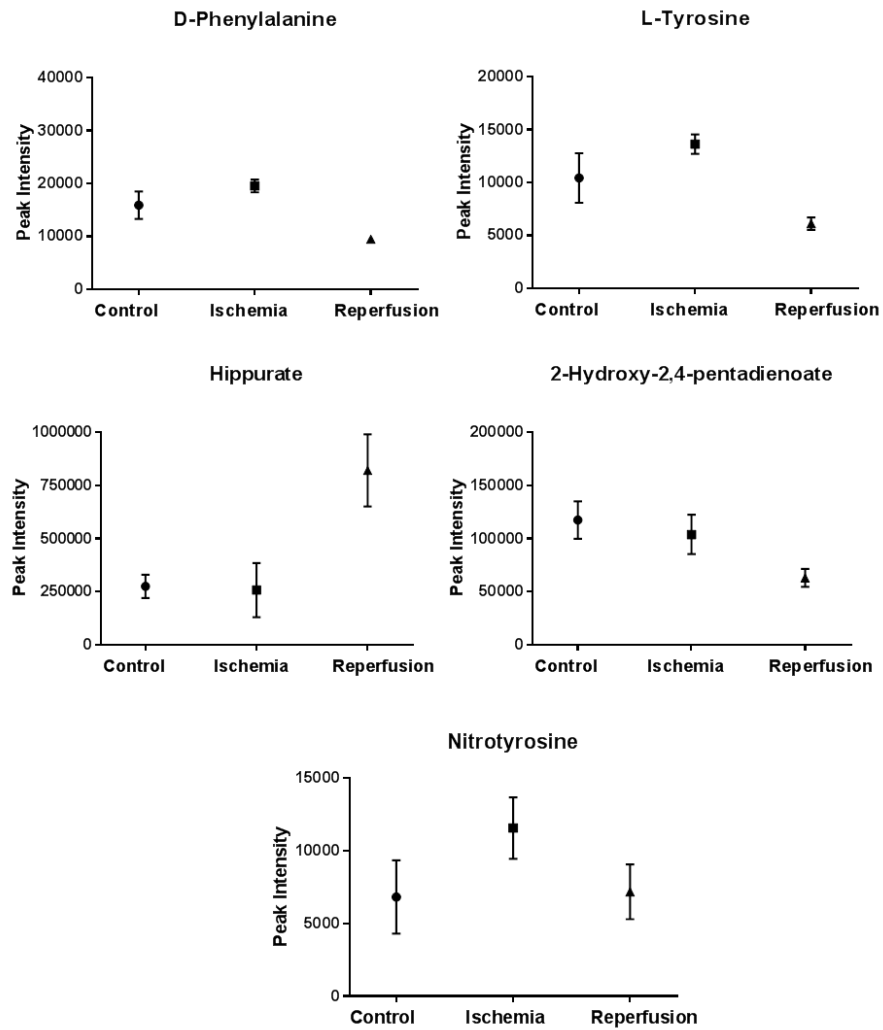 D-Phenylalanine
Peak Intensity
40000
30000
20000
10000
0
Control Ischemia Reperfusion
L-Tyrosine
Peak Intensity
20000
15000
10000
5000
0
Control Ischemia Reperfusion
Hippurate
Peak Intensity
1000000
750000
500000
250000
0
Control Ischemia Reperfusion
2-Hydroxy-2,4-pentadienoate
Peak Intensity
200000
150000
100000
50000
0
Control Ischemia Reperfusion
Nitrotyrosine
Peak Intensity
15000
10000
5000
0
Control Ischemia Reperfusion